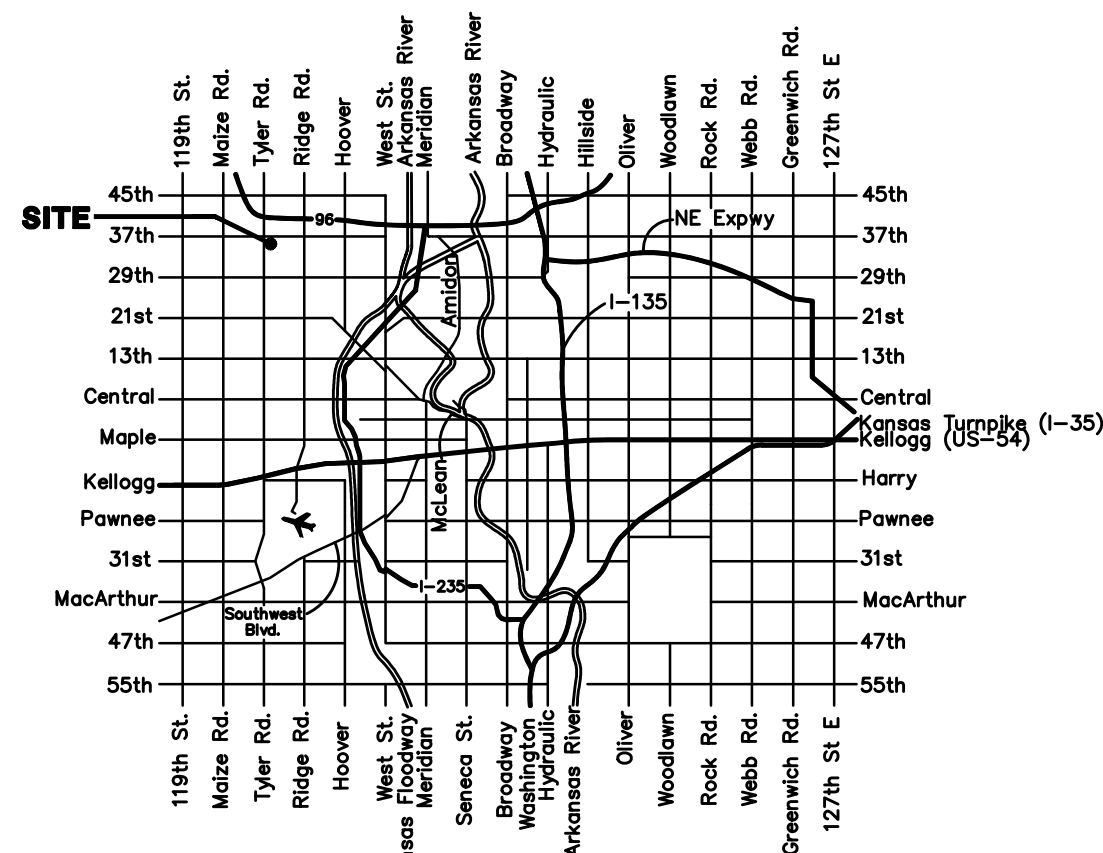 119th St.
Maize Rd.
Tyler Rd.
Ridge Rd.
Hoover
West St.
Arkansas River
Meridian
Arkansas River
Broadway
Hydraulic
Hillside
Oliver
Woodlawn
Rock Rd.
Webb Rd.
Greenwich Rd.
127th St E
45th
45th
SITE
96
NE Expwy
37th
37th
29th
29th
Amidon
I-135
21st
21st
13th
13th
Central
Central
Kansas Turnpike (I-35)
Maple
Kellogg (US-54)
Kellogg
Harry
McLean
Pawnee
Pawnee
31st
31st
I-235
MacArthur
MacArthur
Southwest
Blvd.
47th
47th
55th
55th
119th St.
Maize Rd.
Tyler Rd.
Ridge Rd.
Hoover
West St.
sas Floodway
Meridian
Seneca St.
Broadway
Washington
Hydraulic
Arkansas River
Oliver
Woodlawn
Rock Rd.
Webb Rd.
Greenwich Rd.
127th St E